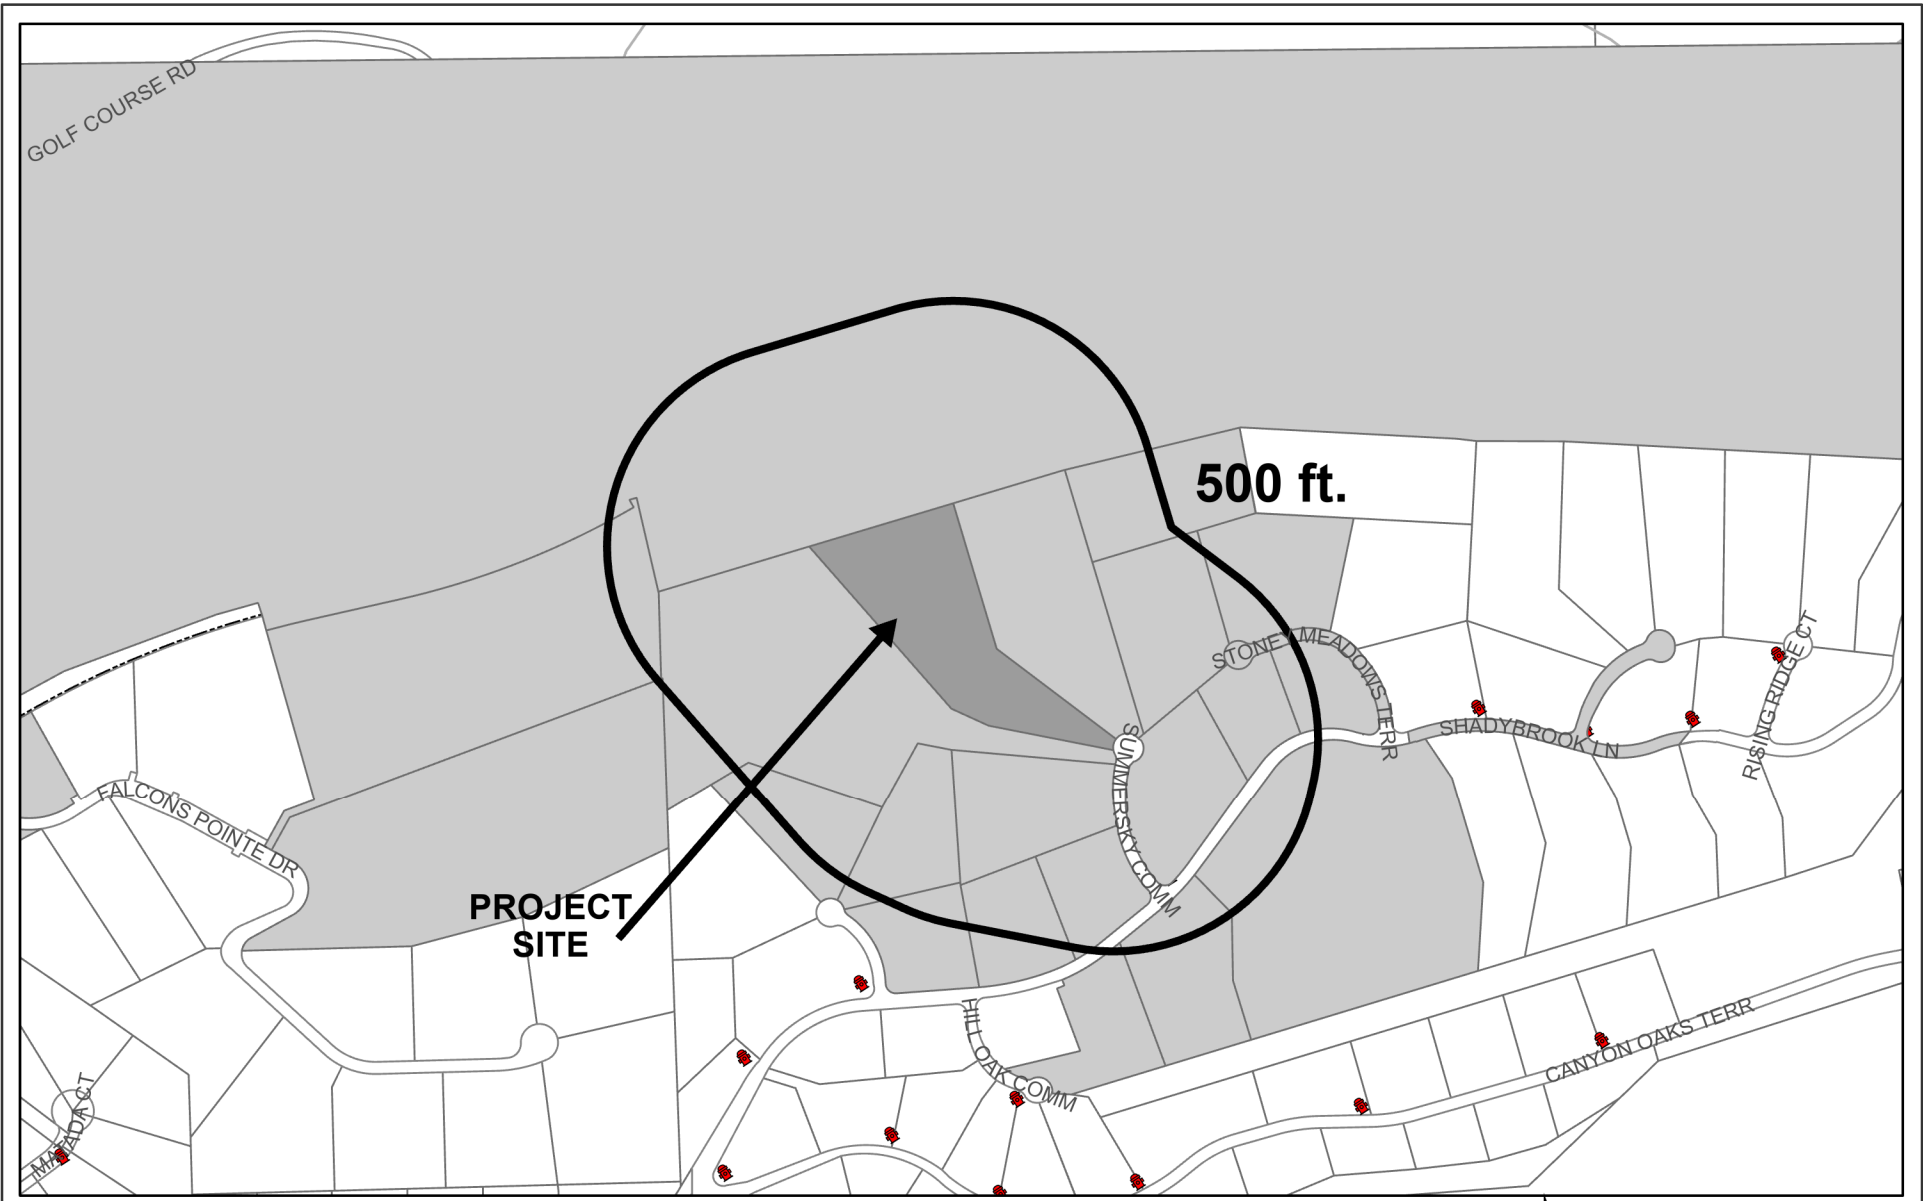 GOLF COURSE RD
500 ft.
STONE MEADOWS TERR
RISING RIDGE CT
SHADYBROOK LN
SUMMERSKY COMM
FALCONS POINTE DR
PROJECT
SITE
HILL OAK COMM
CANYON OAKS TERR